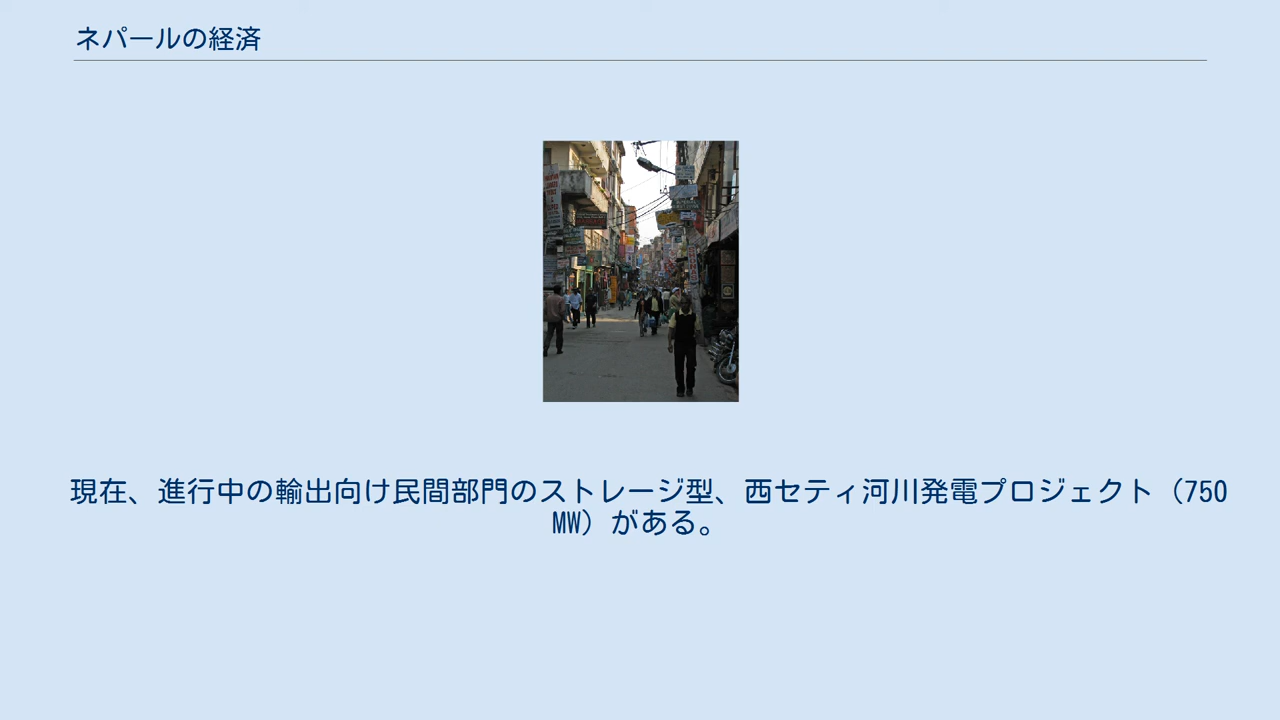 ネパールの経済
現在、進行中の輸出向け民間部門のストレージ型、西セティ河川発電プロジェクト（750
MW）がある。